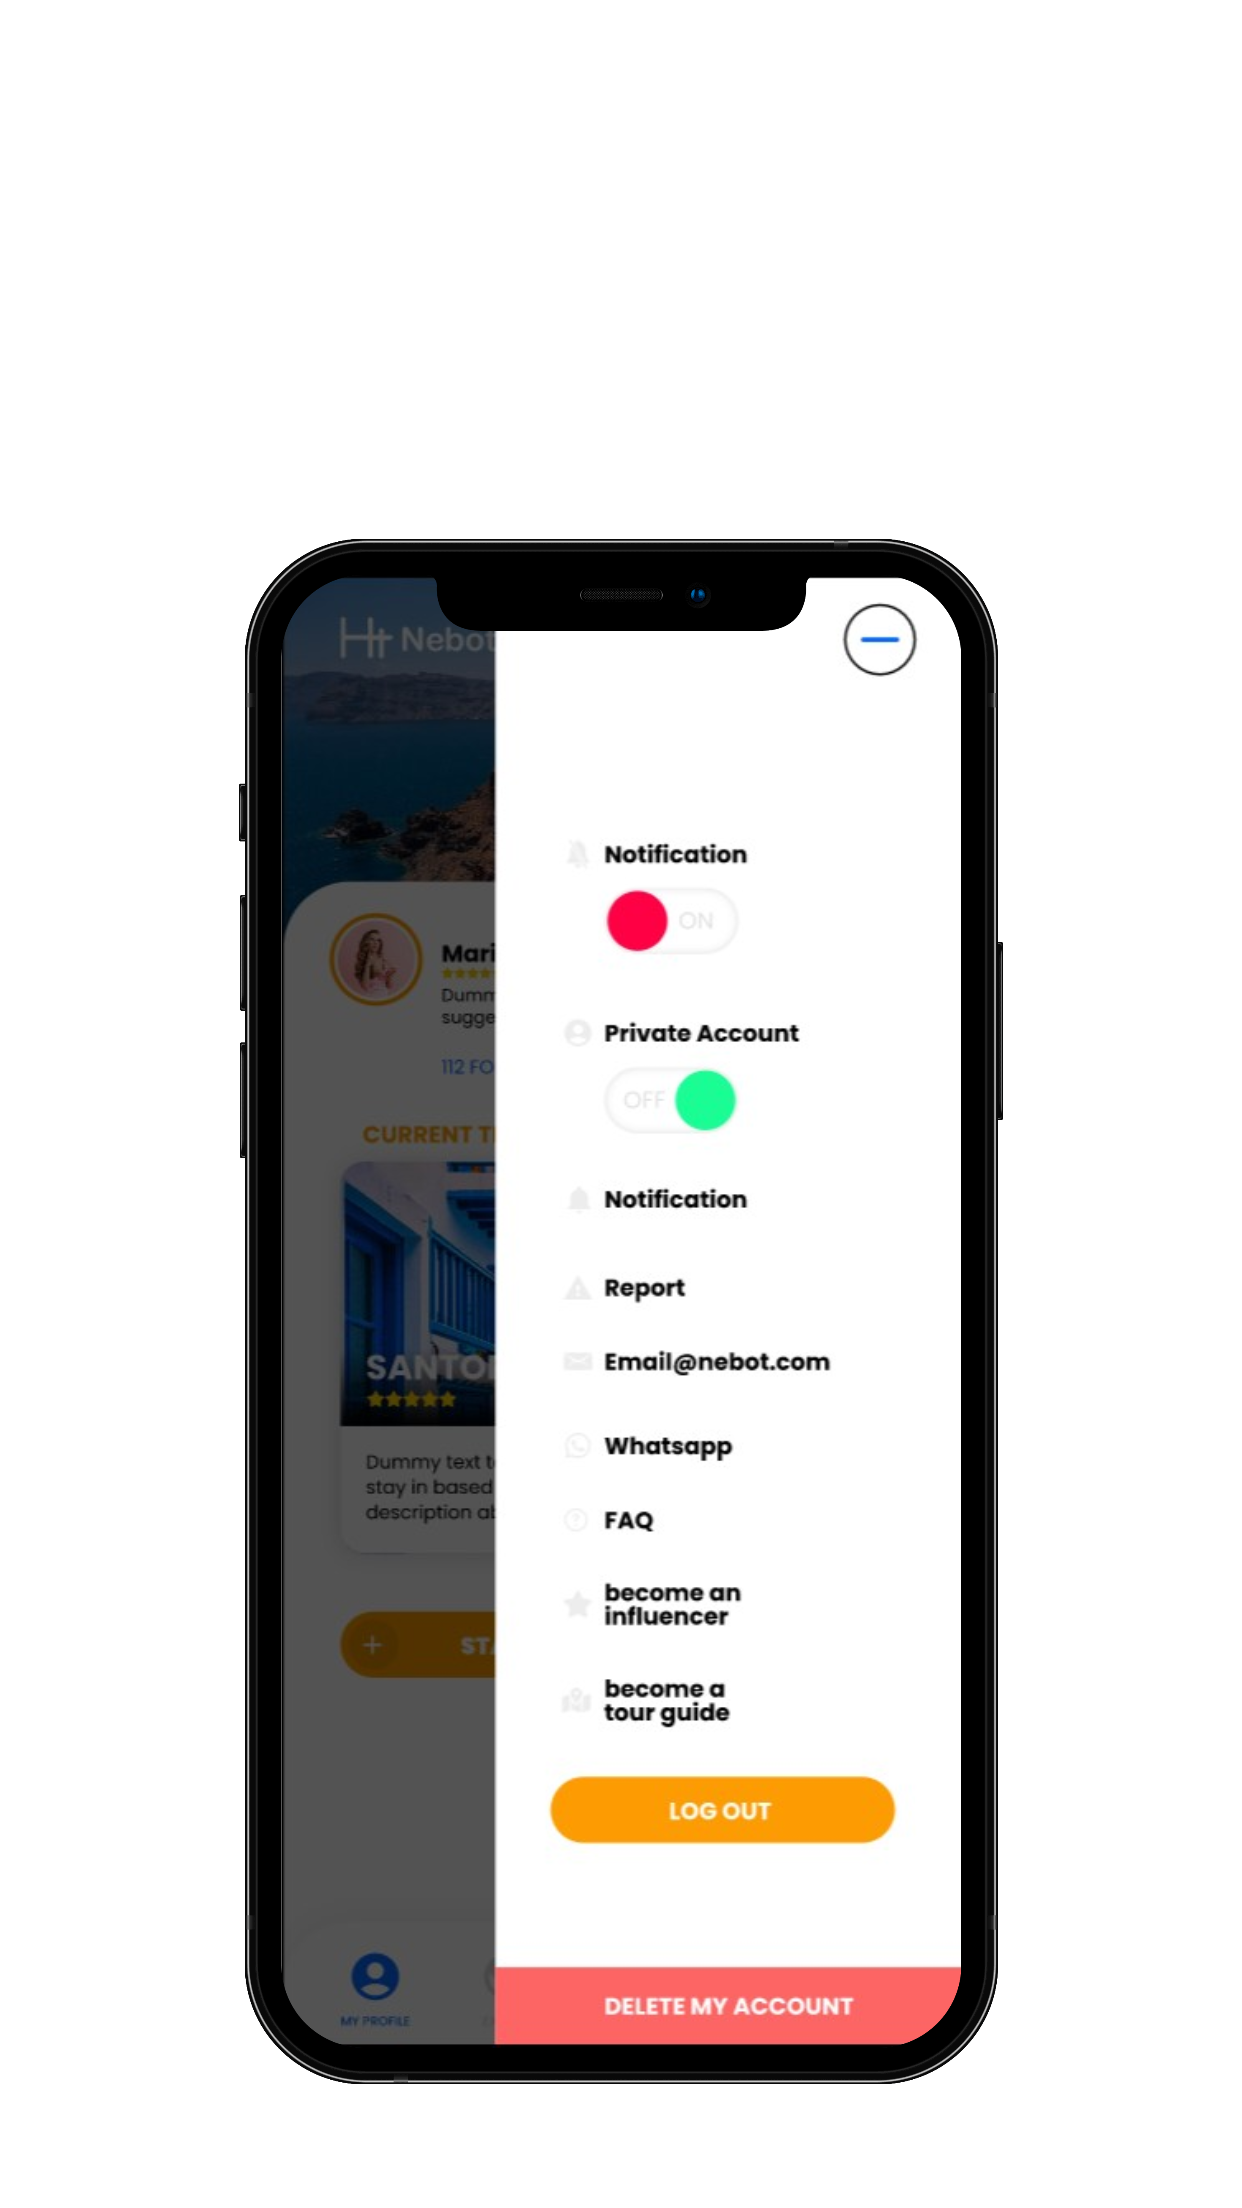 Nebot
Notification
ON
Private Account
OFF
Notification
Report
Email@nebot.com
Whatsapp
FAQ
become an
influencer
become a
tour guide
LOG OUT
DELETE MY ACCOUNT
Mari
Dumm
sugge
112 FO
CURRENT T
SANTO
Dummy text t
stay in based
description a
STA
MY PROFILE